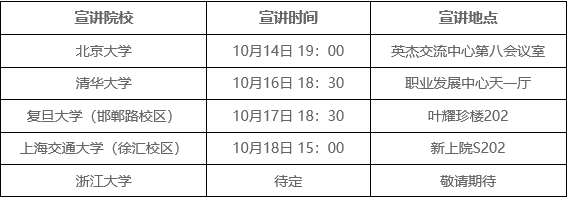 宣讲院校 宣讲时间 宣讲地点
北京大学 10月14日 19：00 英杰交流中心第八会议室
清华大学 10月16日 18：30 职业发展中心天一厅
复旦大学（邯郸路校区） 10月17日 18：30 叶耀珍楼202
上海交通大学（徐汇校区） 10月18日 15：00 新上院S202
浙江大学 待定 敬请期待